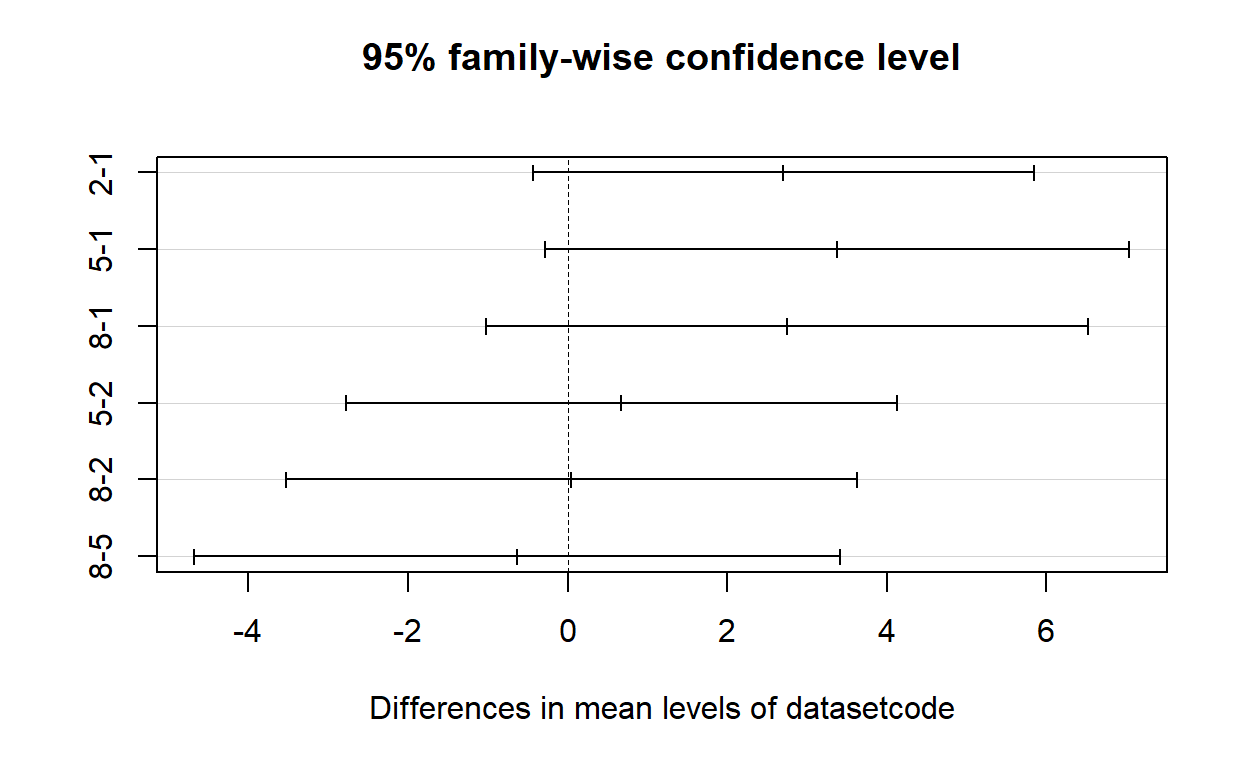 95% family-wise confidence level
2-1
5-1
8-1
5-2
8-2
8-5
-4 -2 0 2 4 6
Differences in mean levels of datasetcode